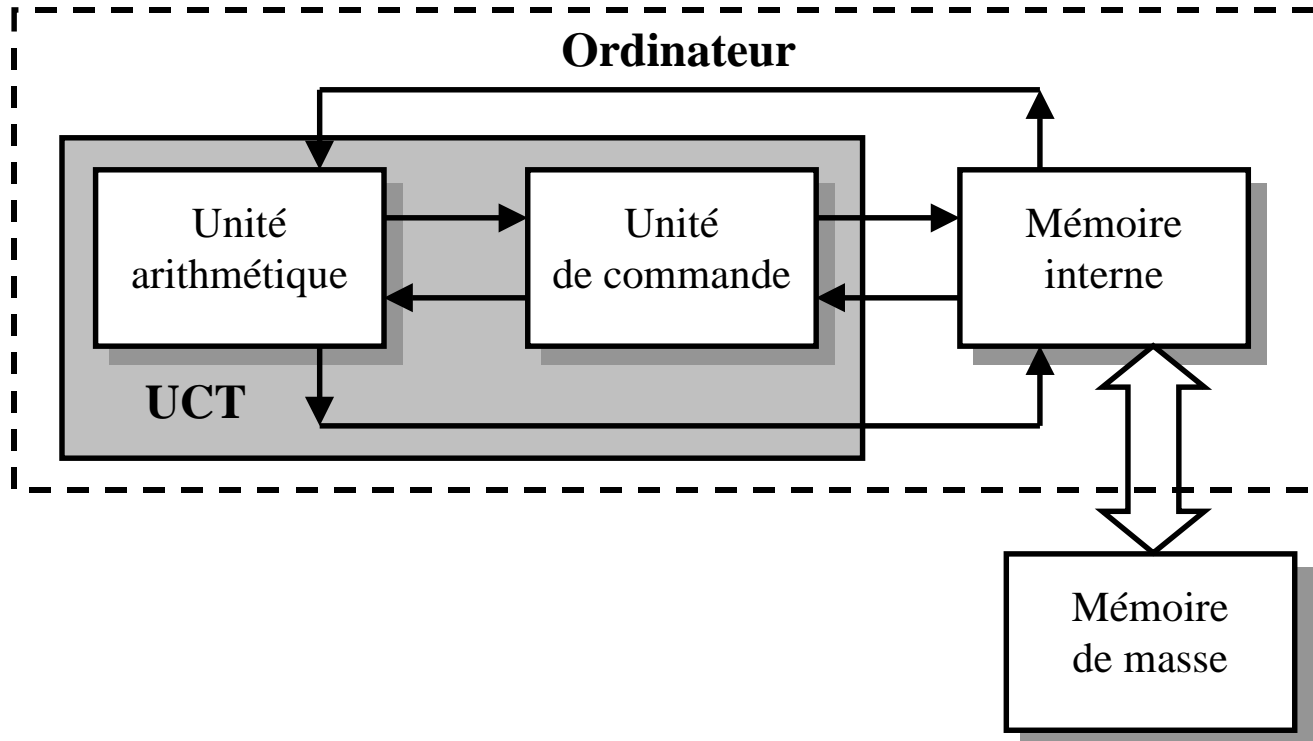 Ordinateur
Unité
arithmétique
Unité
de commande
Mémoire
interne
UCT
Mémoire
de masse